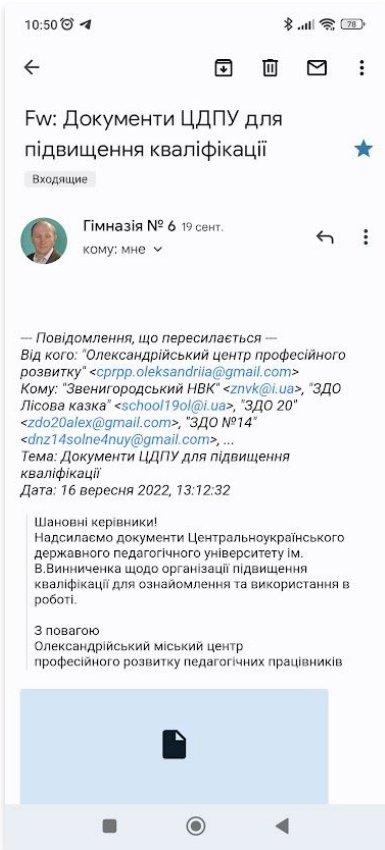 10:50
78
Fw: Документи ЦДПУ для
підвищення кваліфікації
Входящие
Гімназія № 6 19 сент.
кому: мне
--- Повідомлення, що пересилається ---
Від кого: "Олександрійський центр професійного
розвитку" <cprpp.oleksandriia@gmail.com>
Кому: "Звенигородський НВК" <znvk@i.ua>, "ЗДО
Лісова казка" <school19ol@i.ua>, "ЗДО 20"
<zdo20alex@gmail.com>, "ЗДО №14"
<dnz14solne4nuy@gmail.com>, ...
Тема: Документи ЦДПУ для підвищення
кваліфікації
Дата: 16 вересня 2022, 13:12:32
Шановні керівники!
Надсилаємо документи Центральноукраїнського
державного педагогічного університету ім.
В.Винниченка щодо організації підвищення
кваліфікації для ознайомлення та використання в
роботі.
З повагою
Олександрійський міський центр
професійного розвитку педагогічних працівників